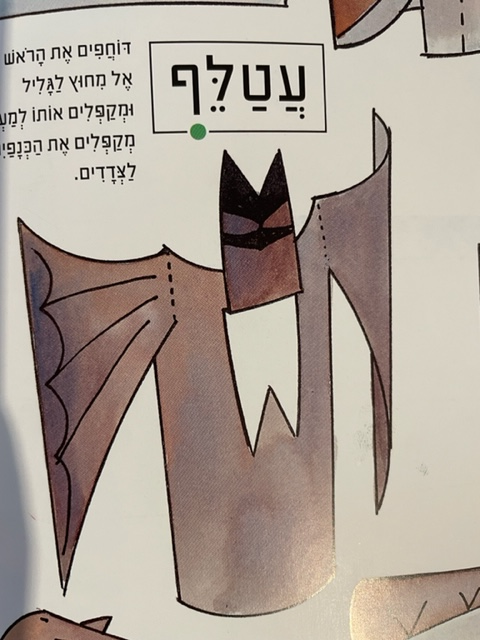 עֲטַלֵּף
דּוֹחֲפִים אֶת הָרֹאשׁ
אֶל מִחוּץ לַגָּלִיל
וּמְקַפְּלִים אוֹתוֹ
מְקַפְּלִים אֶת
לַצְּדָדִים.